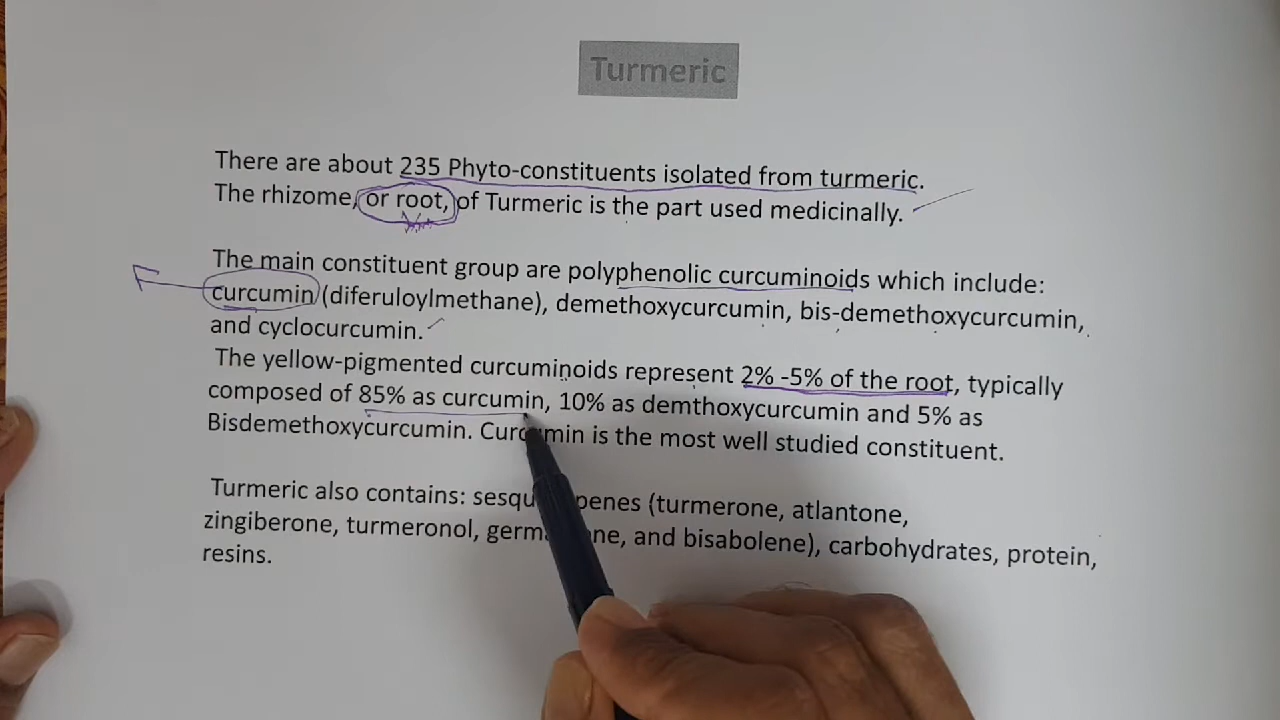 Turmeric
There are about 235 Phyto-constituents isolated from turmeric.
The rhizome, or root, of Turmeric is the part used medicinally.
The main constituent group are polyphenolic curcuminoids which include:
curcumin (diferuloylmethane), demethoxycurcumin, bis-demethoxycurcumin,
and cyclocurcumin.
The yellow-pigmented curcuminoids represent 2% -5% of the root, typically
composed of 85% as curcumin, 10% as demthoxycurcumin and 5% as
Bisdemethoxycurcumin. Curcumin is the most well studied constituent.
Turmeric also contains: (turmerone, atlantone,
zingiberone, turmeronol, and bisabolene), carbohydrates, protein,
resins.